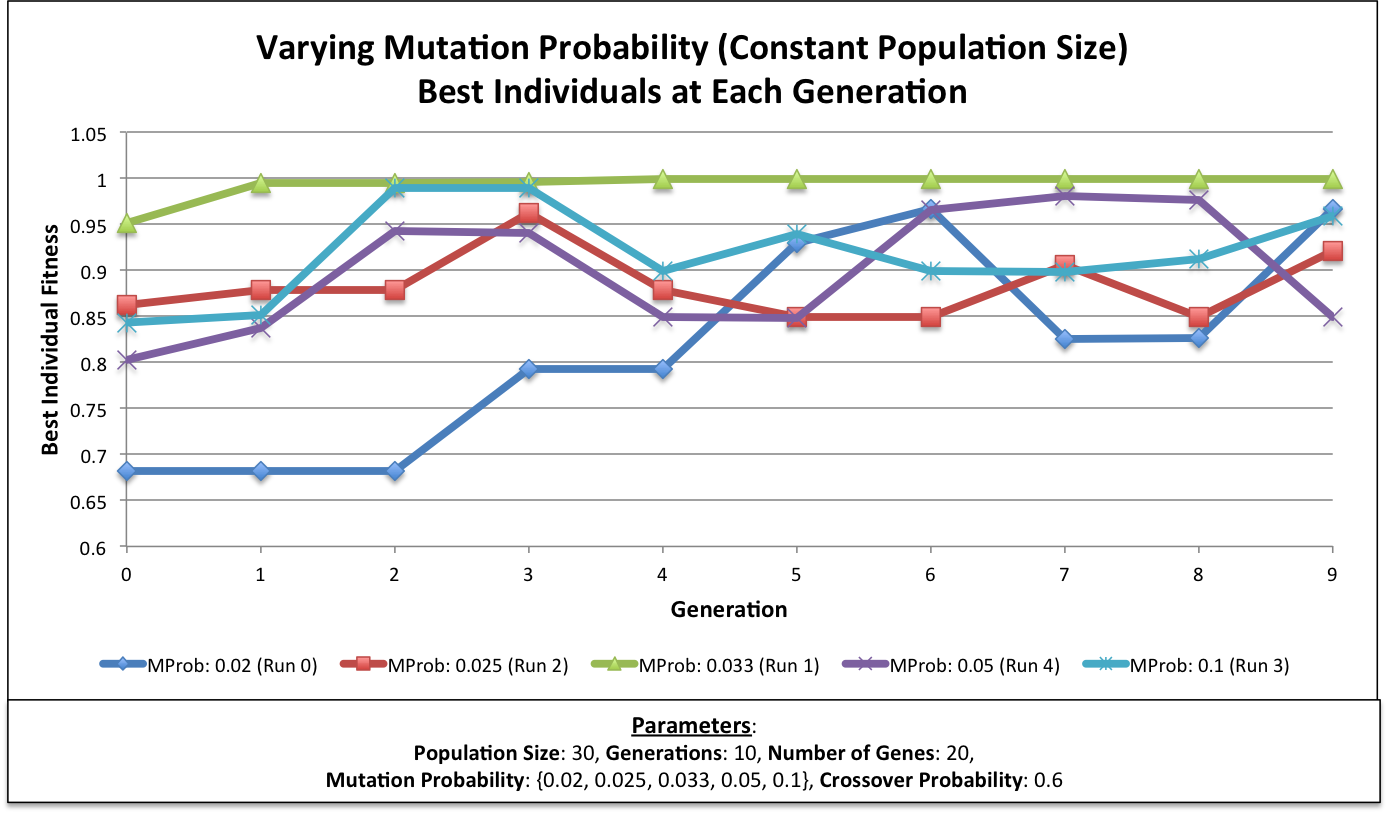 Varying Mutation Probability (Constant Population Size)
Best Individuals at Each Generation
Best Individual Fitness
1.05
1
0.95
0.9
0.85
0.8
0.75
0.7
0.65
0.6
0 1 2 3 4 5 6 7 8 9
Generation
MProb: 0.02 (Run 0) MProb: 0.025 (Run 2) MProb: 0.033 (Run 1) MProb: 0.05 (Run 4) MProb: 0.1 (Run 3)
Parameters:
Population Size: 30, Generations: 10, Number of Genes: 20,
Mutation Probability: {0.02, 0.025, 0.033, 0.05, 0.1}, Crossover Probability: 0.6